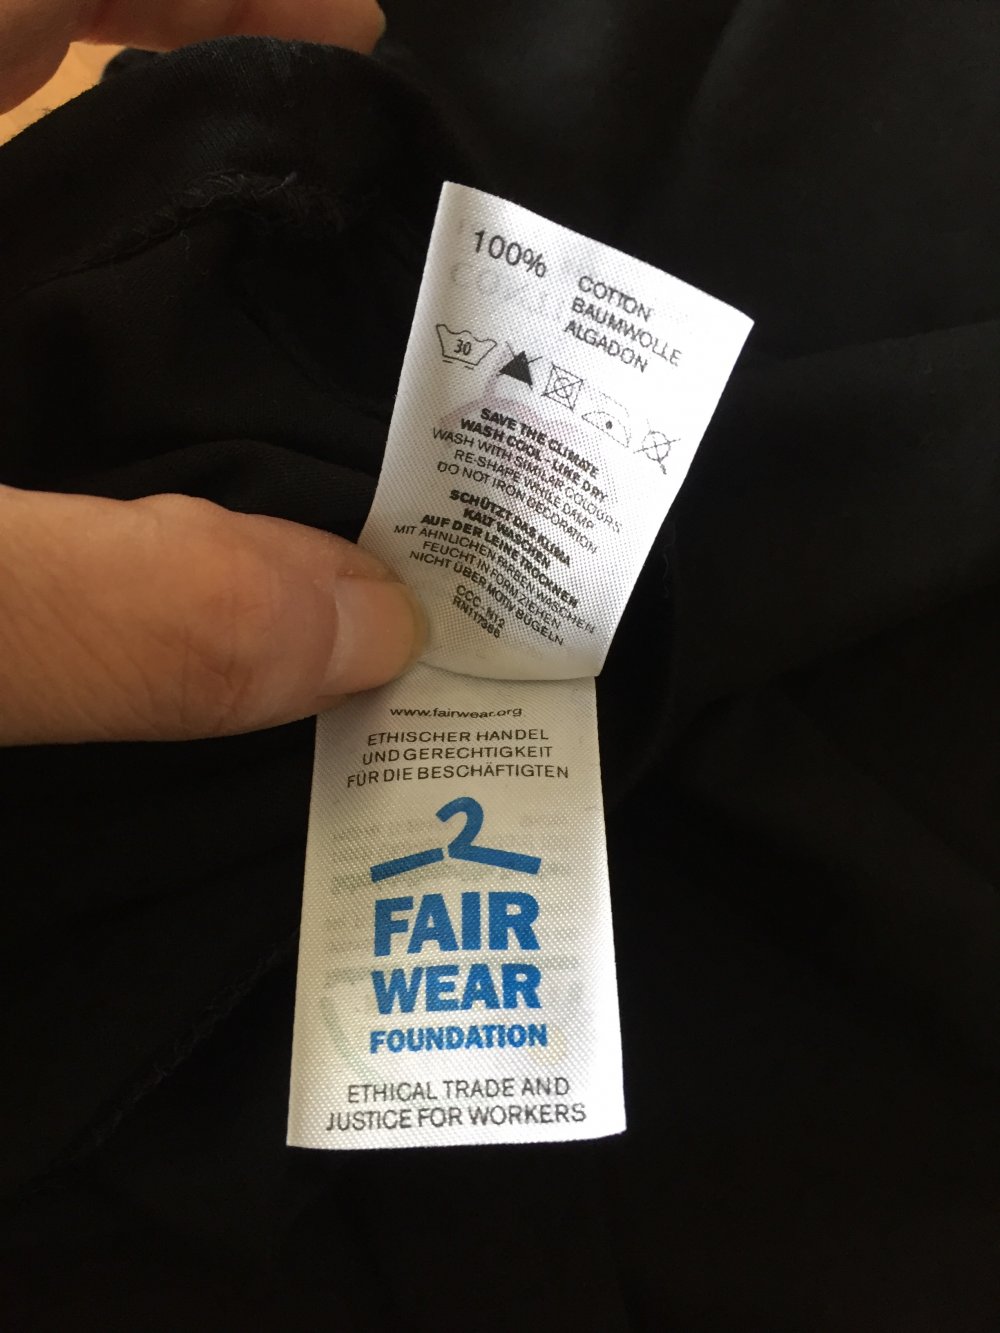 100%
COTTON
BAUMWOLLE
ALGADON
30
SAVE THE CLIMATE
WASH COOL - LINE DRY.
WASH WITH SIMILAR COLOURS
RE-SHAPE WHILE DAMP
DO NOT IRON DECORATION
SCHÜTZT DAS KLIMA
KALT WASCHEN
AUF DER LEINE TROCKNEN
MIT ÄHNLICHEN FARBEN WASCHEN
FEUCHT IN FORM ZIEHEN
NICHT ÜBER MOTIV BÜGELN
CCC - N12
RN117386
www.fairwear.org
ETHISCHER HANDEL
UND GERECHTIGKEIT
FÜR DIE BESCHÄFTIGTEN
2
FAIR
WEAR
FOUNDATION
ETHICAL TRADE AND
JUSTICE FOR WORKERS